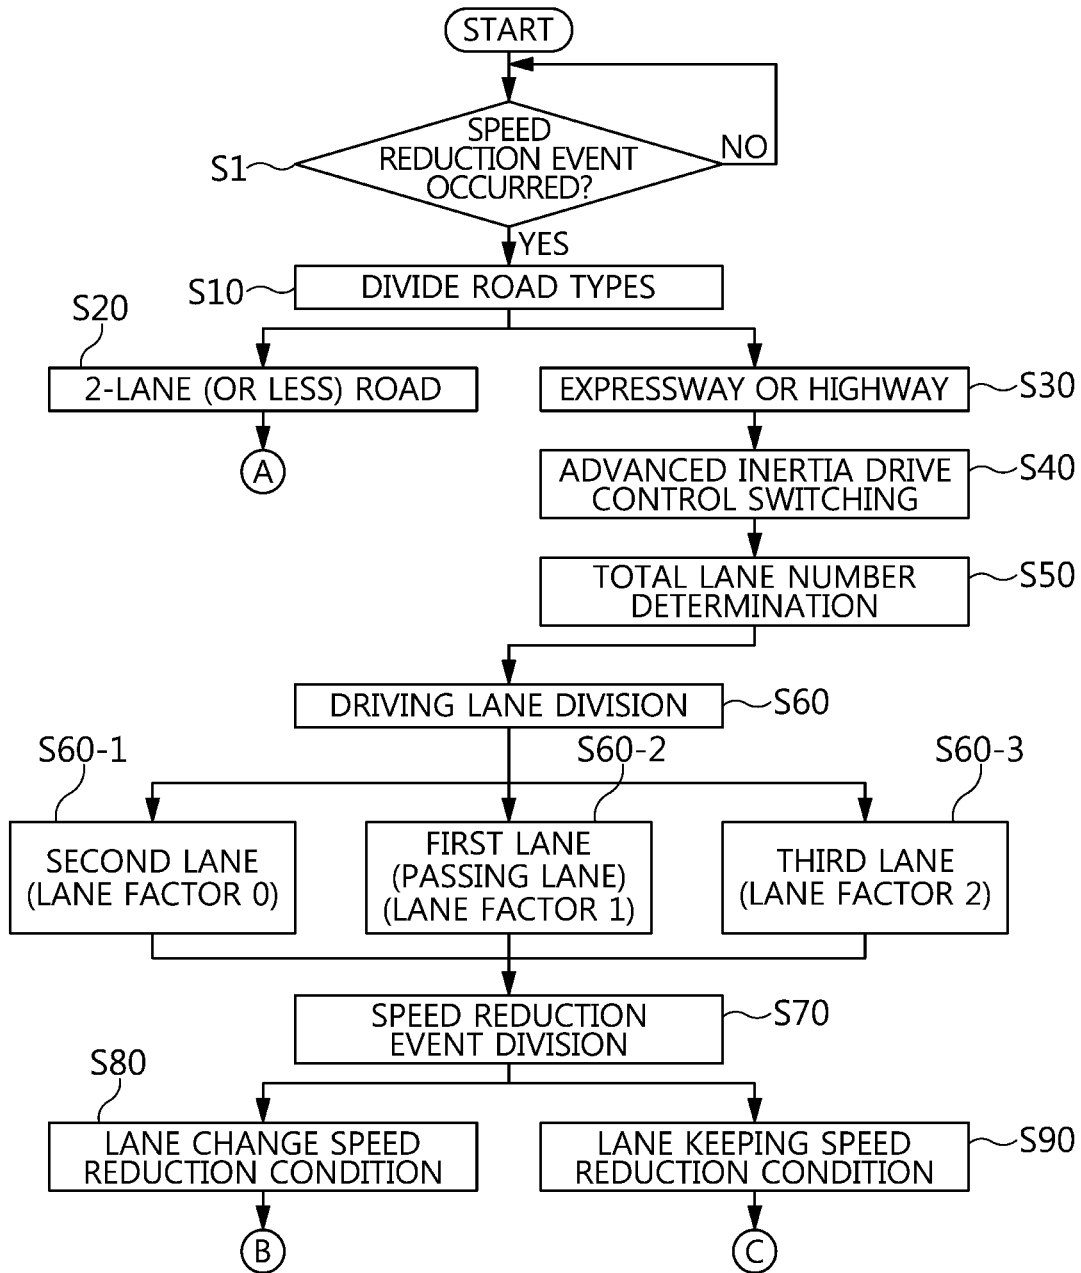 START
SPEED
REDUCTION EVENT
OCCURRED?
NO
S1
YES
DIVIDE ROAD TYPES
S10
S20
2-LANE (OR LESS) ROAD
EXPRESSWAY OR HIGHWAY
S30
A
ADVANCED INERTIA DRIVE
CONTROL SWITCHING
S40
TOTAL LANE NUMBER
DETERMINATION
S50
DRIVING LANE DIVISION
S60
S60-1
S60-2
S60-3
SECOND LANE
(LANE FACTOR 0)
FIRST LANE
(PASSING LANE)
(LANE FACTOR 1)
THIRD LANE
(LANE FACTOR 2)
SPEED REDUCTION
EVENT DIVISION
S70
S80
LANE CHANGE SPEED
REDUCTION CONDITION
LANE KEEPING SPEED
REDUCTION CONDITION
S90
B
C